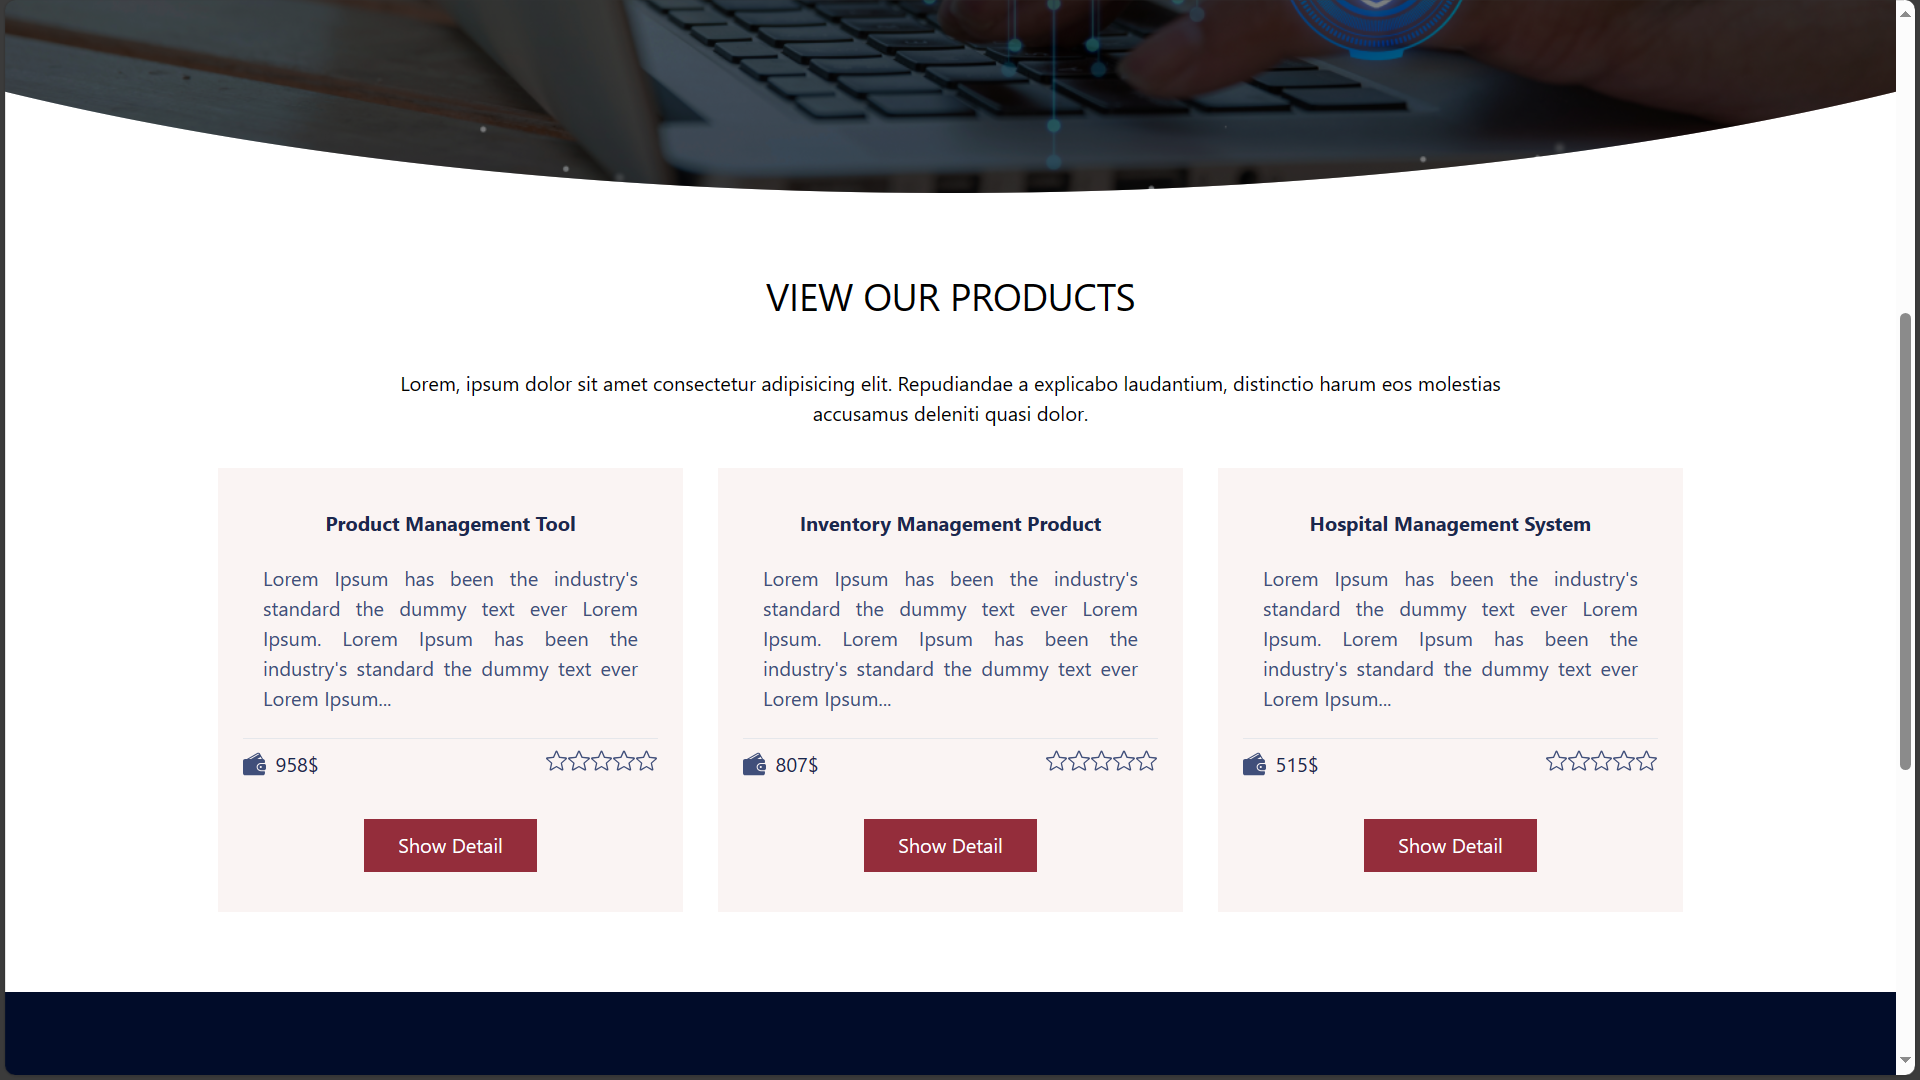 VIEW OUR PRODUCTS
Lorem, ipsum dolor sit amet consectetur adipisicing elit. Repudiandae a explicabo laudantium, distinctio harum eos molestias
accusamus deleniti quasi dolor.
Product Management Tool
Lorem Ipsum has been the industry's
standard the dummy text ever Lorem
Ipsum. Lorem Ipsum has been the
industry's standard the dummy text ever
Lorem Ipsum...
958$
Show Detail
Inventory Management Product
Lorem Ipsum has been the industry's
standard the dummy text ever Lorem
Ipsum. Lorem Ipsum has been the
industry's standard the dummy text ever
Lorem Ipsum...
807$
Show Detail
Hospital Management System
Lorem Ipsum has been the industry's
standard the dummy text ever Lorem
Ipsum. Lorem Ipsum has been the
industry's standard the dummy text ever
Lorem Ipsum...
515$
Show Detail